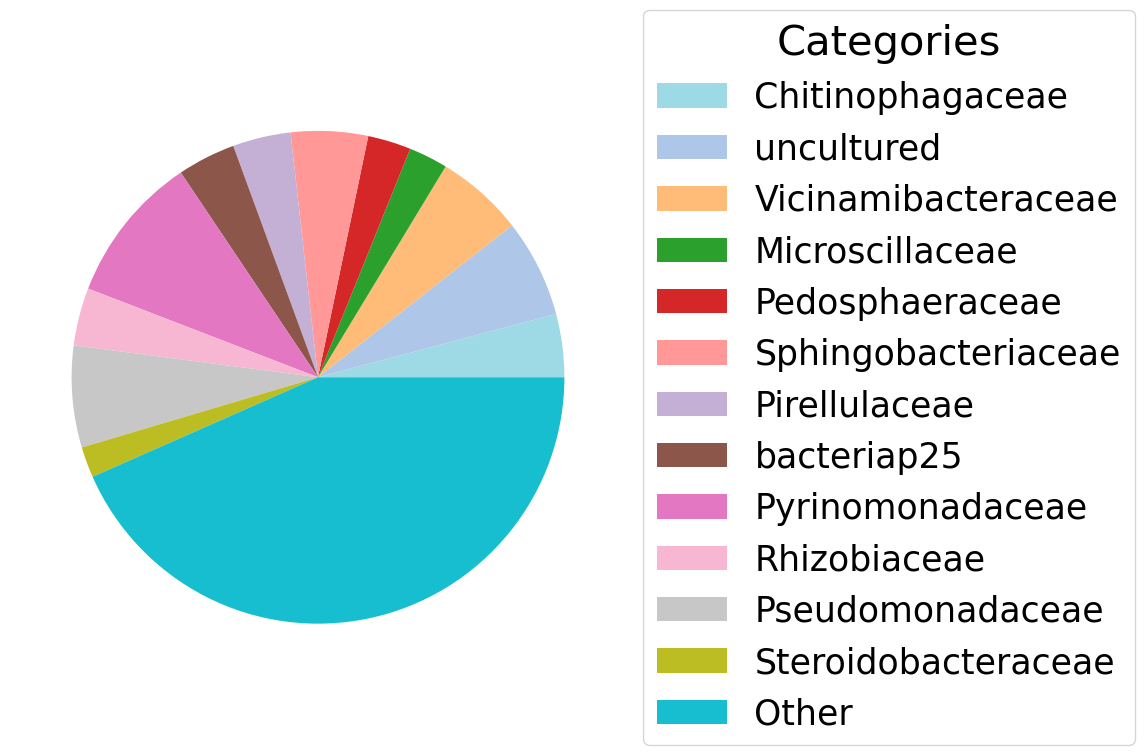 Categories
Chitinophagaceae
uncultured
Vicinamibacteraceae
Microscillaceae
Pedosphaeraceae
Sphingobacteriaceae
Pirellulaceae
bacteriap25
Pyrinomonadaceae
Rhizobiaceae
Pseudomonadaceae
Steroidobacteraceae
Other